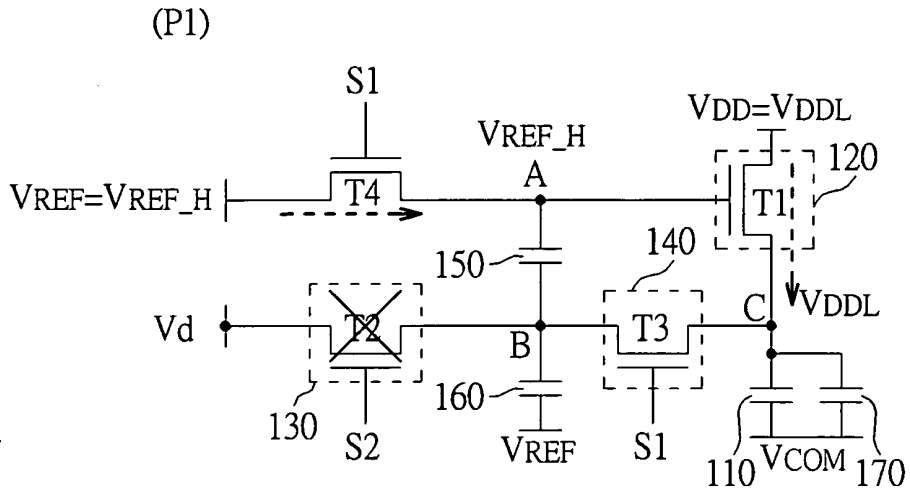 (P1)
S1
VDD=VDDL
120
VREF_H
A
VREF=VREF_H
T4
T1
150
140
C
VDDL
Vd
T2
B
T3
130
160
S2
VREF
S1
110
VCOM
170